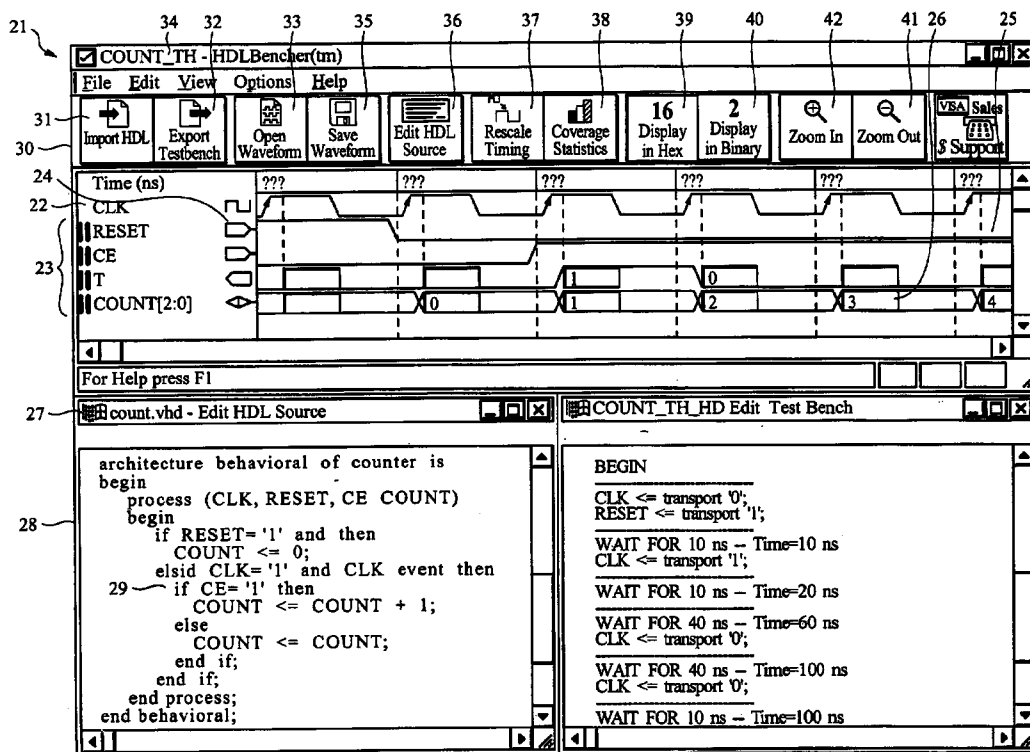 21
34 32 33 35 36 37 38 39 40 42 41 26 25
COUNT_TH - HDLBencher(tm)
File Edit View Options Help
31
30
Import HDL
Export Testbench
Open Waveform
Save Waveform
Edit HDL Source
Rescale Timing
Coverage Statistics
16 Display in Hex
2 Display in Binary
Zoom In
Zoom Out
VISA Sales
$ Support
24
22
23
Time (ns) ??? ??? ??? ??? ??? ???
CLK
RESET
CE
T 1 0
COUNT[2:0] 0 1 2 3 4
For Help press F1
27
count.vhd - Edit HDL Source
28
architecture behavioral of counter is
begin
process (CLK, RESET, CE COUNT)
begin
if RESET= '1' and then
COUNT <= 0;
elsid CLK= '1' and CLK event then
29 if CE= '1' then
COUNT <= COUNT + 1;
else
COUNT <= COUNT;
end if;
end if;
end process;
end behavioral;
COUNT_TH_HD Edit Test Bench
BEGIN
CLK <= transport '0';
RESET <= transport '1';
WAIT FOR 10 ns -- Time=10 ns
CLK <= transport '1';
WAIT FOR 10 ns -- Time=20 ns
WAIT FOR 40 ns -- Time=60 ns
CLK <= transport '0';
WAIT FOR 40 ns -- Time=100 ns
CLK <= transport '0';
WAIT FOR 10 ns -- Time=100 ns